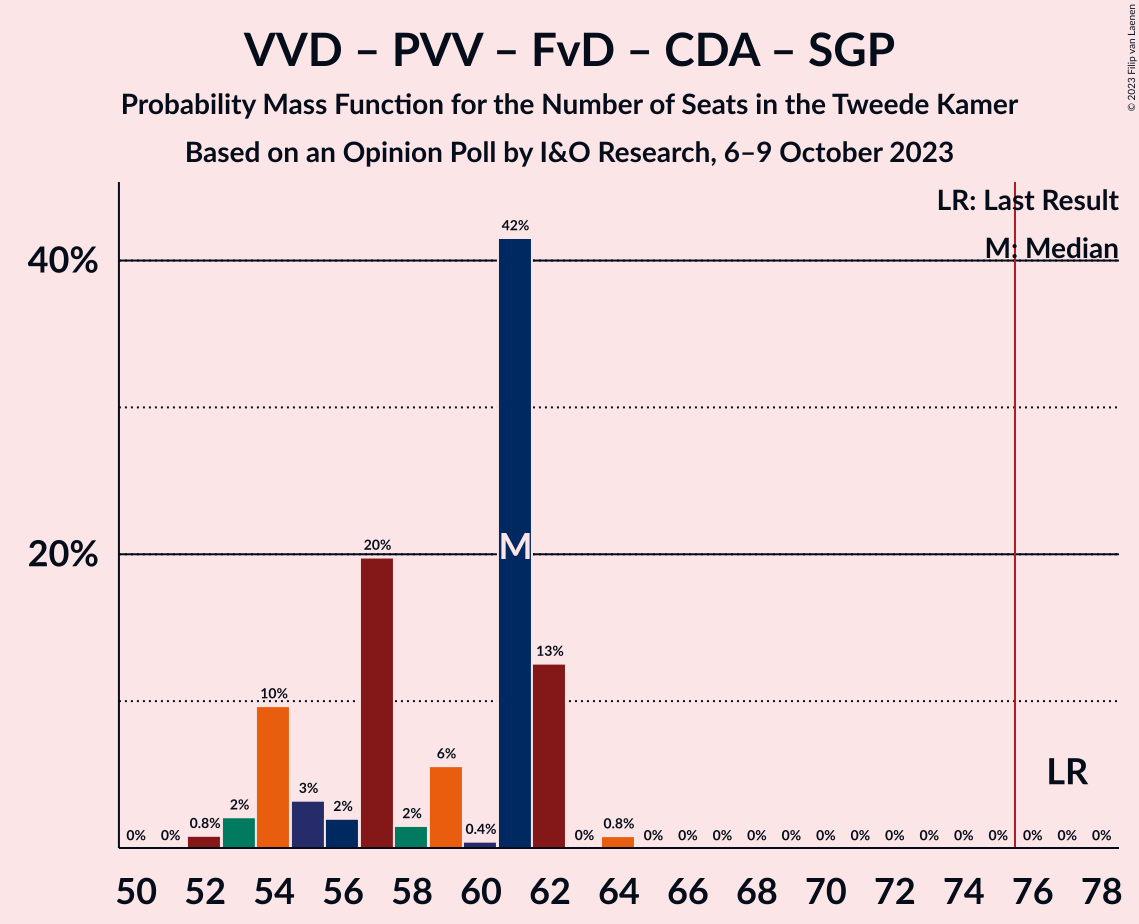 VVD – PVV – FvD – CDA – SGP
Probability Mass Function for the Number of Seats in the Tweede Kamer
Based on an Opinion Poll by I&O Research, 6–9 October 2023
© 2023 Filip van Laenen
LR: Last Result
M: Median
40%
20%
0% 0% 0.8% 2% 10% 3% 2% 20% 2% 6% 0.4% 42% 13% 0% 0.8% 0% 0% 0% 0% 0% 0% 0% 0% 0% 0% 0% 0% 0% 0%
M
LR
50 52 54 56 58 60 62 64 66 68 70 72 74 76 78